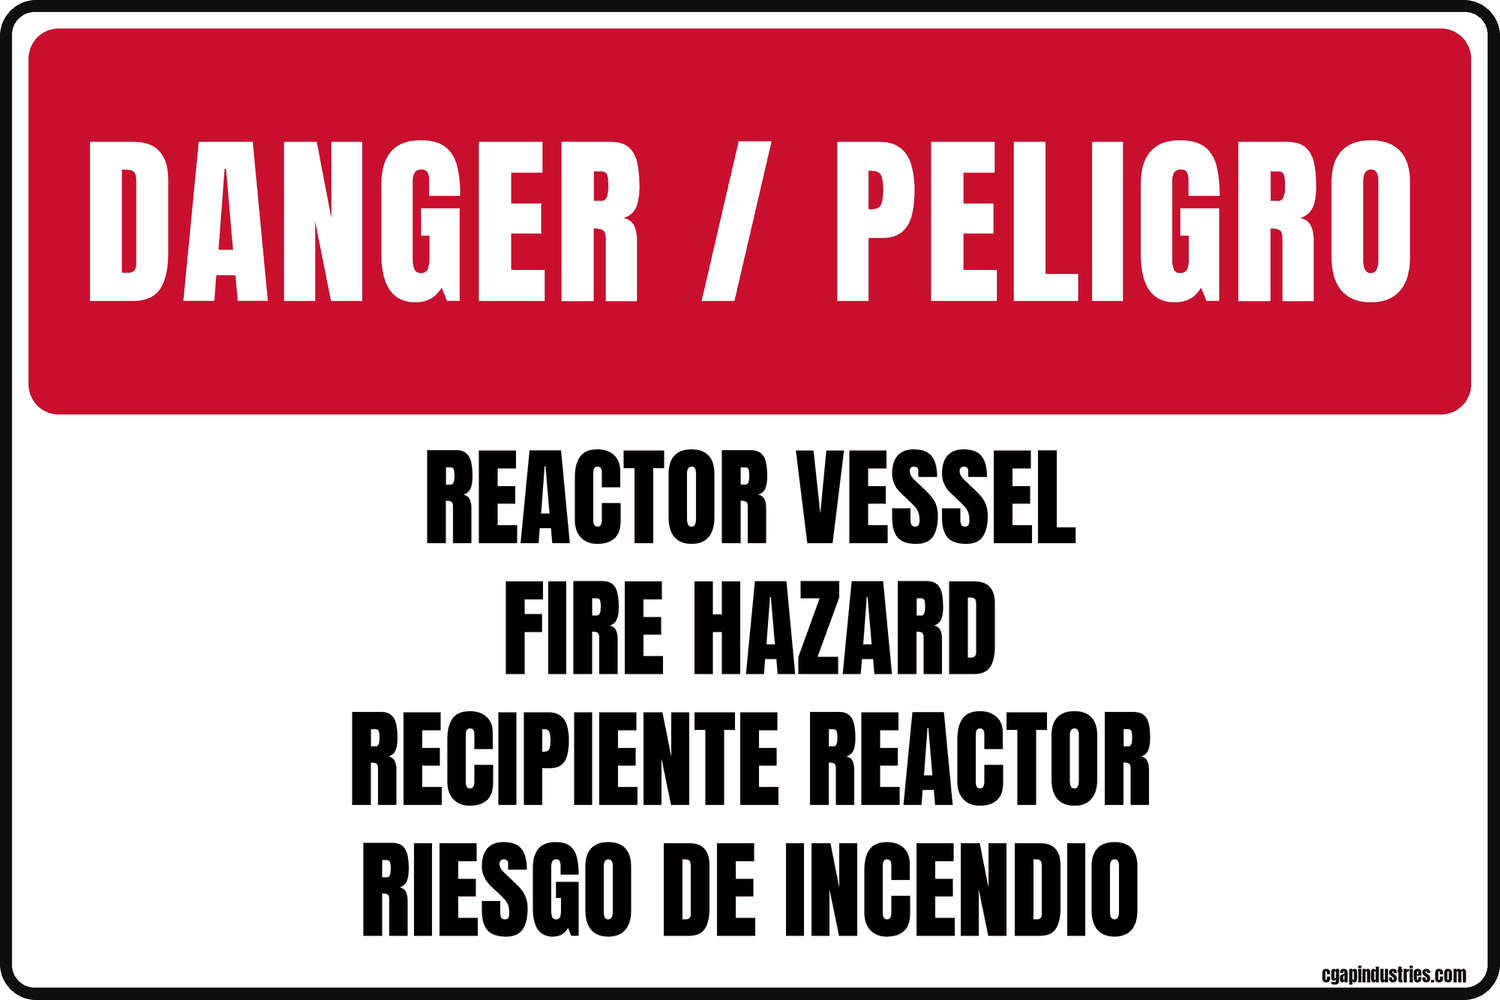 DANGER / PELIGRO
REACTOR VESSEL
FIRE HAZARD
RECIPIENTE REACTOR
RIESGO DE INCENDIO
cgapindustries.com